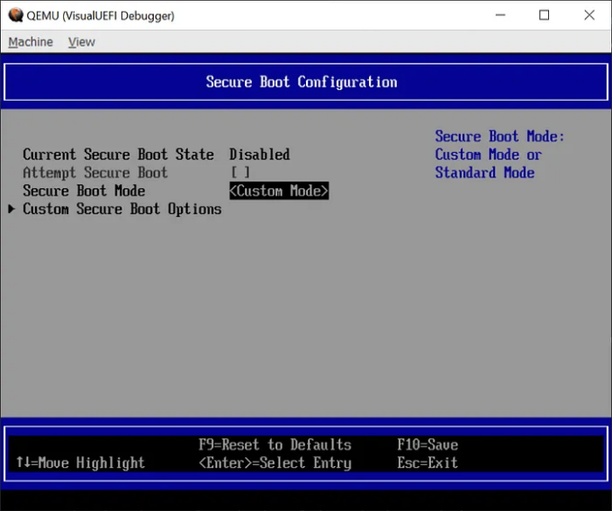 QEMU (VisualUEFI Debugger)
Machine View
Secure Boot Configuration
Current Secure Boot State Disabled
Attempt Secure Boot [ ]
Secure Boot Mode <Custom Mode>
Custom Secure Boot Options
Secure Boot Mode:
Custom Mode or
Standard Mode
F9=Reset to Defaults F10=Save
↑↓=Move Highlight <Enter>=Select Entry Esc=Exit